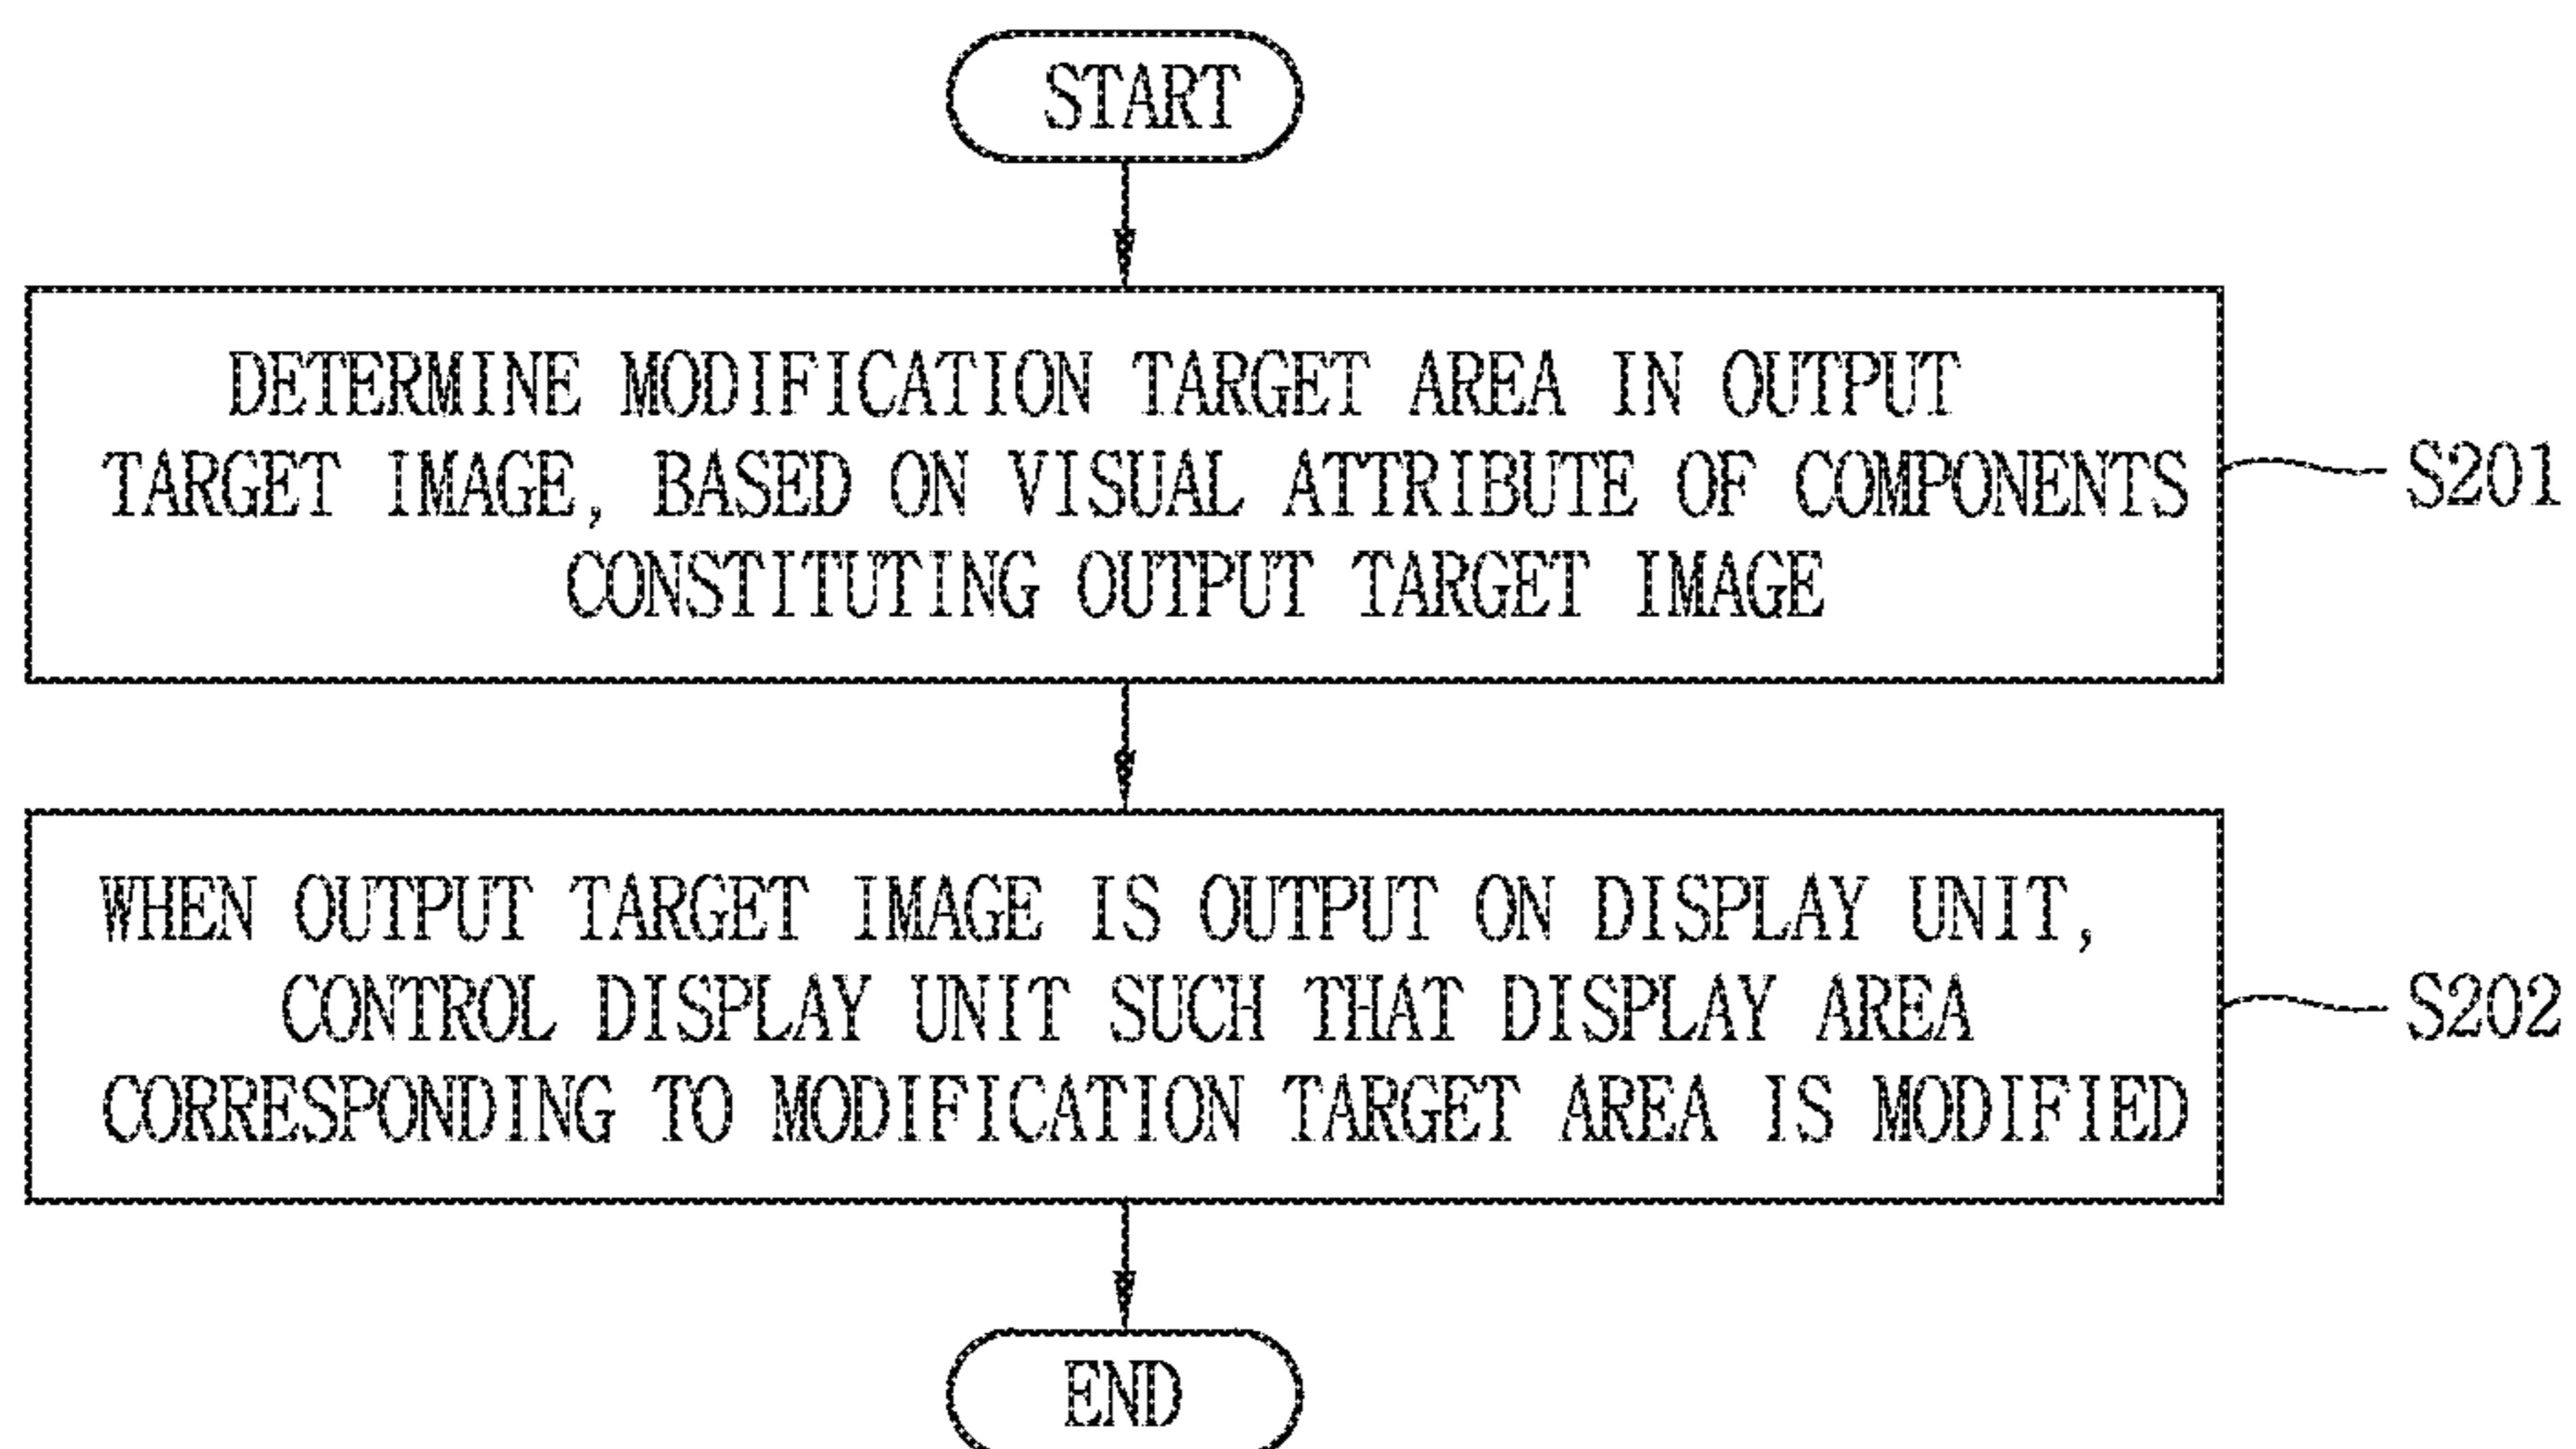 START
DETERMINE MODIFICATION TARGET AREA IN OUTPUT
TARGET IMAGE, BASED ON VISUAL ATTRIBUTE OF COMPONENTS
CONSTITUTING OUTPUT TARGET IMAGE
S201
WHEN OUTPUT TARGET IMAGE IS OUTPUT ON DISPLAY UNIT,
CONTROL DISPLAY UNIT SUCH THAT DISPLAY AREA
CORRESPONDING TO MODIFICATION TARGET AREA IS MODIFIED
S202
END